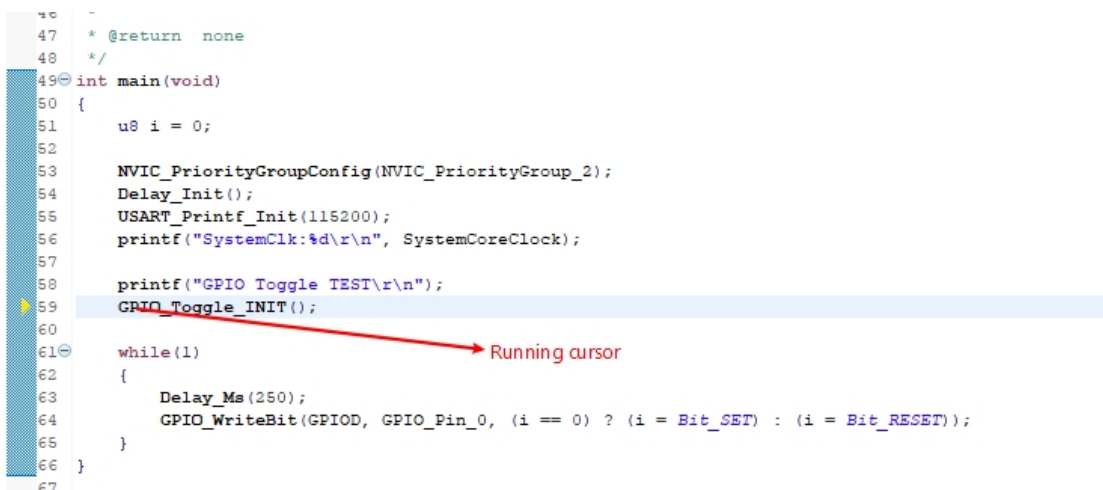 46 *
47 * @return none
48 */
49 int main(void)
50 {
51 u8 i = 0;
52
53 NVIC_PriorityGroupConfig(NVIC_PriorityGroup_2);
54 Delay_Init();
55 USART_Printf_Init(115200);
56 printf("SystemClk:%d\r\n", SystemCoreClock);
57
58 printf("GPIO Toggle TEST\r\n");
59 GPIO_Toggle_INIT();
60
61 while(1)
Running cursor
62 {
63 Delay_Ms(250);
64 GPIO_WriteBit(GPIOD, GPIO_Pin_0, (i == 0) ? (i = Bit_SET) : (i = Bit_RESET));
65 }
66 }
67